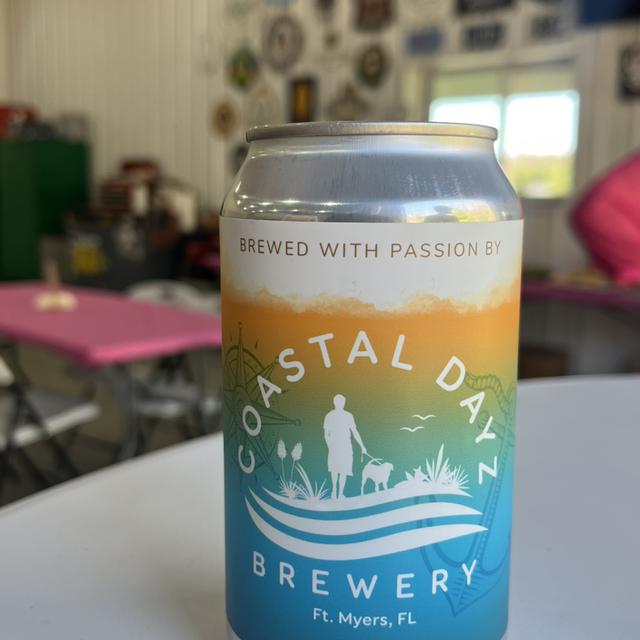 BREWED WITH PASSION BY
COASTAL DAYZ
BREWERY
Ft. Myers, FL